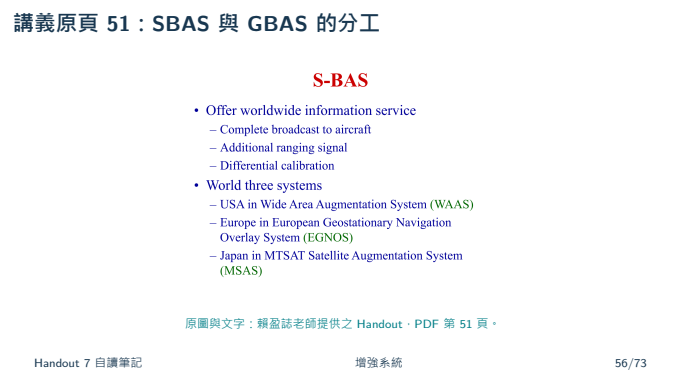 講義原頁 51：SBAS 與 GBAS 的分工
S-BAS
• Offer worldwide information service
– Complete broadcast to aircraft
– Additional ranging signal
– Differential calibration
• World three systems
– USA in Wide Area Augmentation System (WAAS)
– Europe in European Geostationary Navigation
Overlay System (EGNOS)
– Japan in MTSAT Satellite Augmentation System
(MSAS)
原圖與文字：賴盈誌老師提供之 Handout，PDF 第 51 頁。
Handout 7 自讀筆記
增強系統
56/73